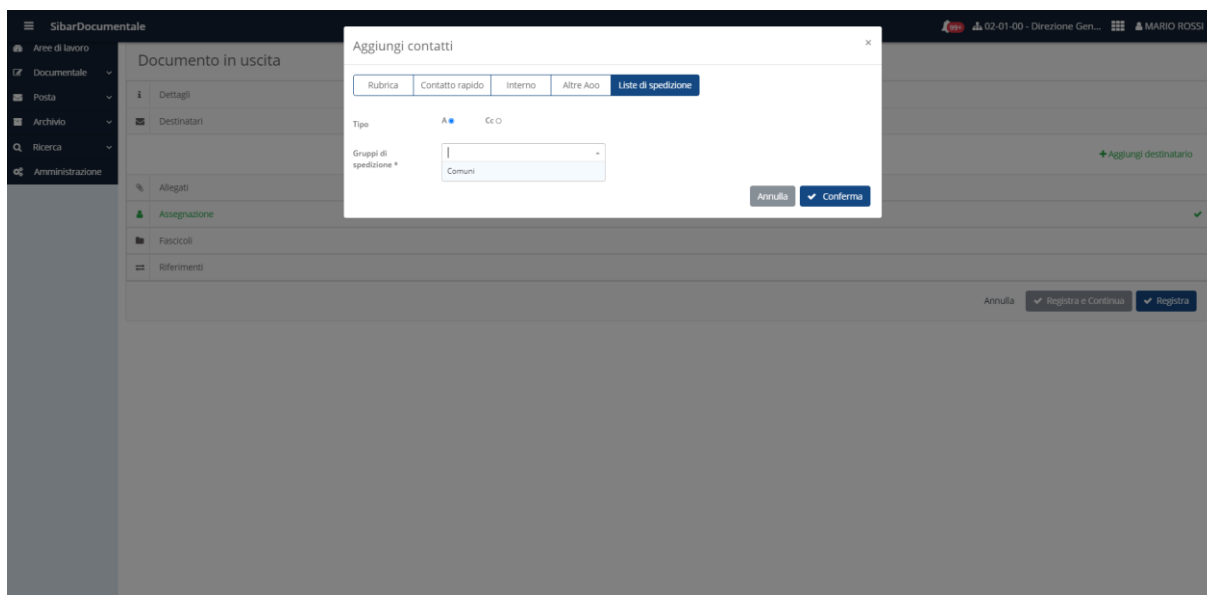 SibarDocumentale
99+
02-01-00 - Direzione Gen...
MARIO ROSSI
Aree di lavoro
Documentale
Posta
Archivio
Ricerca
Amministrazione
Documento in uscita
Dettagli
Destinatari
+ Aggiungi destinatario
Allegati
Assegnazione
Fascicoli
Riferimenti
Annulla
Registra e Continua
Registra
Aggiungi contatti
×
Rubrica
Contatto rapido
Interno
Altre Aoo
Liste di spedizione
Tipo
A
Cc
Gruppi di
spedizione *
Comuni
Annulla
Conferma